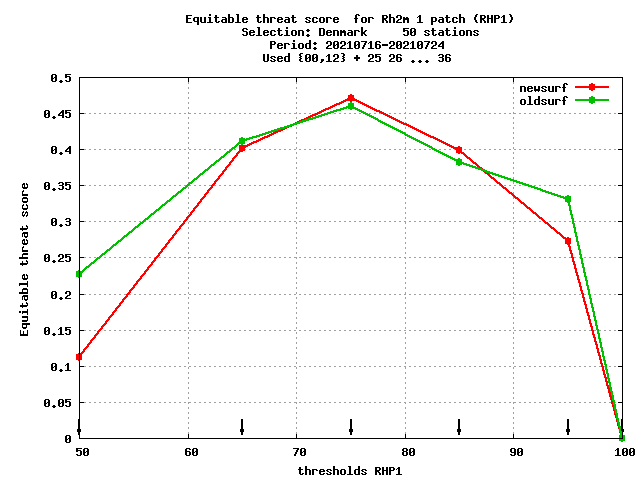 Equitable threat score  for Rh2m 1 patch (RHP1)
Selection: Denmark     50 stations
Period: 20210716-20210724
Used {00,12} + 25 26 ... 36
newsurf
oldsurf
0.5
0.45
0.4
0.35
0.3
0.25
0.2
0.15
0.1
0.05
0
Equitable threat score
50 60 70 80 90 100
thresholds RHP1